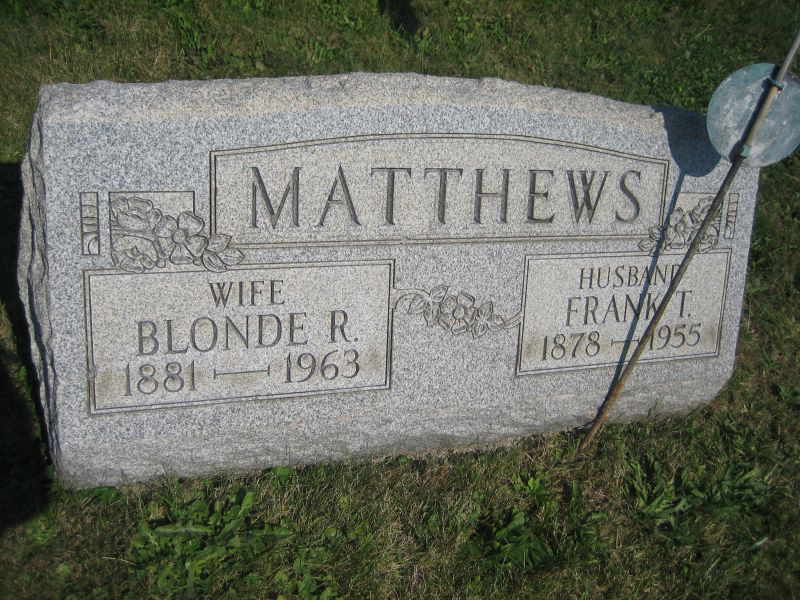 MATTHEWS
WIFE
BLONDE R.
1881 — 1963
HUSBAND
FRANK T.
1878 — 1955